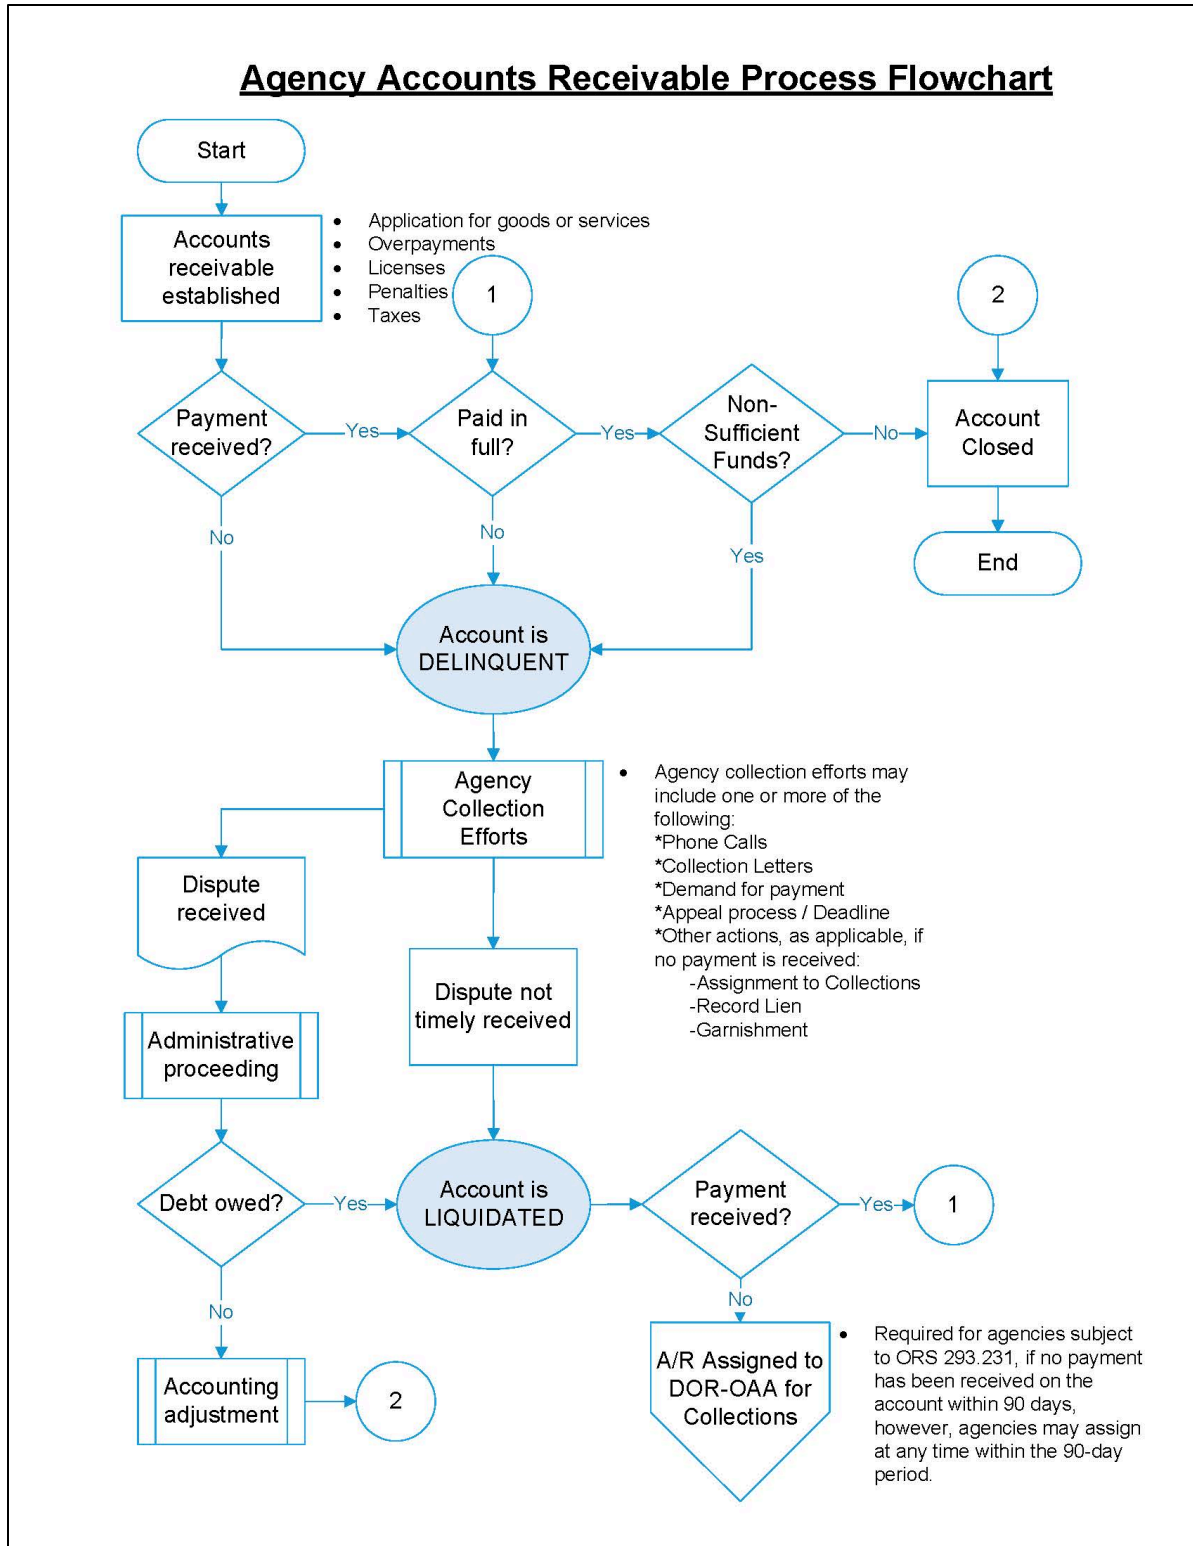 Agency Accounts Receivable Process Flowchart
Start
Accounts
receivable
established
• Application for goods or services
• Overpayments
• Licenses
• Penalties
• Taxes
1
2
Payment
received?
Yes
Paid in
full?
Yes
Non-
Sufficient
Funds?
No
Account
Closed
No
No
Yes
End
Account is
DELINQUENT
Agency
Collection
Efforts
• Agency collection efforts may
include one or more of the
following:
*Phone Calls
*Collection Letters
*Demand for payment
*Appeal process / Deadline
*Other actions, as applicable, if
no payment is received:
-Assignment to Collections
-Record Lien
-Garnishment
Dispute
received
Dispute not
timely received
Administrative
proceeding
Debt owed?
Yes
Account is
LIQUIDATED
Payment
received?
Yes
1
No
No
Accounting
adjustment
2
A/R Assigned to
DOR-OAA for
Collections
• Required for agencies subject
to ORS 293.231, if no payment
has been received on the
account within 90 days,
however, agencies may assign
at any time within the 90-day
period.